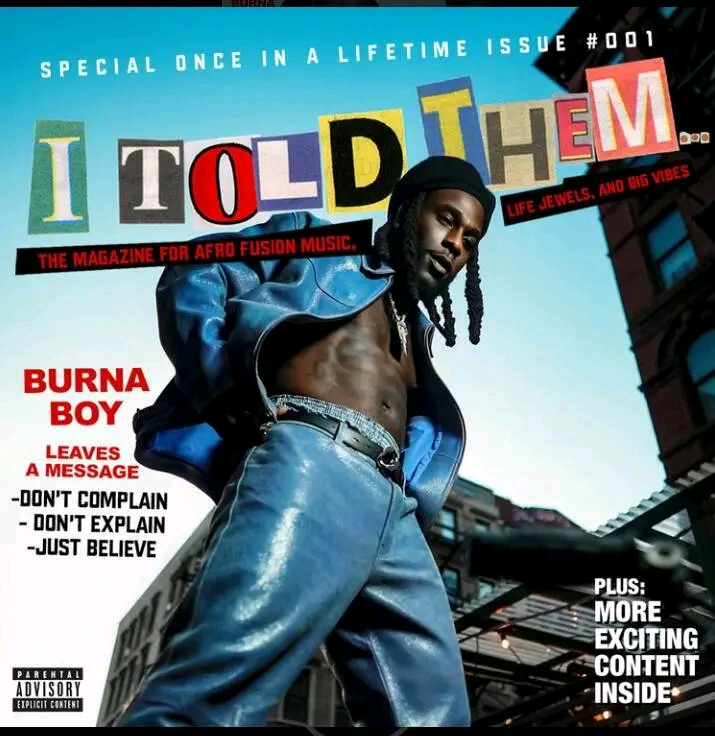 SPECIAL ONCE IN A LIFETIME ISSUE #001
I TOLD THEM...
LIFE JEWELS, AND BIG VIBES
THE MAGAZINE FOR AFRO FUSION MUSIC.
BURNA
BOY
LEAVES
A MESSAGE
-DON'T COMPLAIN
- DON'T EXPLAIN
-JUST BELIEVE
PLUS:
MORE
EXCITING
CONTENT
INSIDE
PARENTAL
ADVISORY
EXPLICIT CONTENT